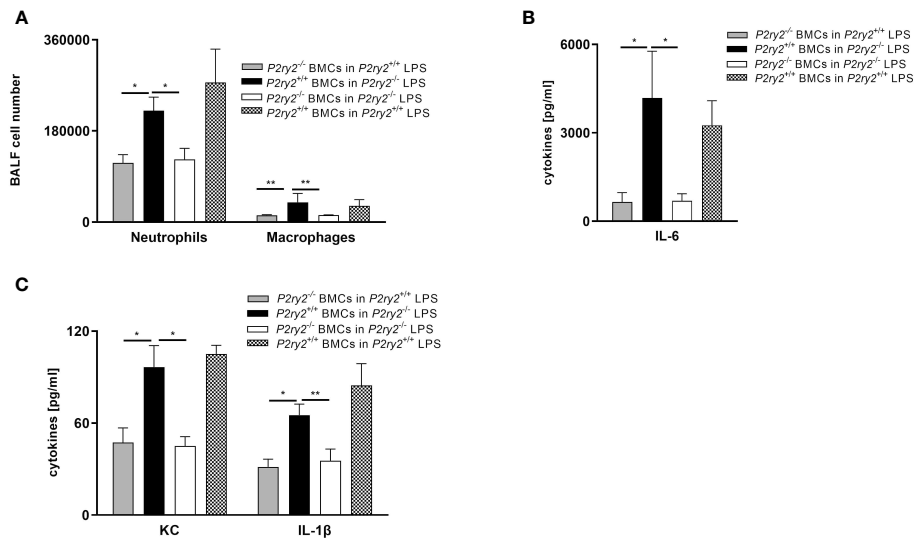 A
360000
180000
0
BALF cell number
* *
** **
Neutrophils Macrophages
P2ry2-/- BMCs in P2ry2+/+ LPS
P2ry2+/+ BMCs in P2ry2-/- LPS
P2ry2-/- BMCs in P2ry2-/- LPS
P2ry2+/+ BMCs in P2ry2+/+ LPS
B
6000
3000
0
cytokines [pg/ml]
* *
IL-6
P2ry2-/- BMCs in P2ry2+/+ LPS
P2ry2+/+ BMCs in P2ry2-/- LPS
P2ry2-/- BMCs in P2ry2-/- LPS
P2ry2+/+ BMCs in P2ry2+/+ LPS
C
120
60
0
cytokines [pg/ml]
* *
* **
KC IL-1β
P2ry2-/- BMCs in P2ry2+/+ LPS
P2ry2+/+ BMCs in P2ry2-/- LPS
P2ry2-/- BMCs in P2ry2-/- LPS
P2ry2+/+ BMCs in P2ry2+/+ LPS